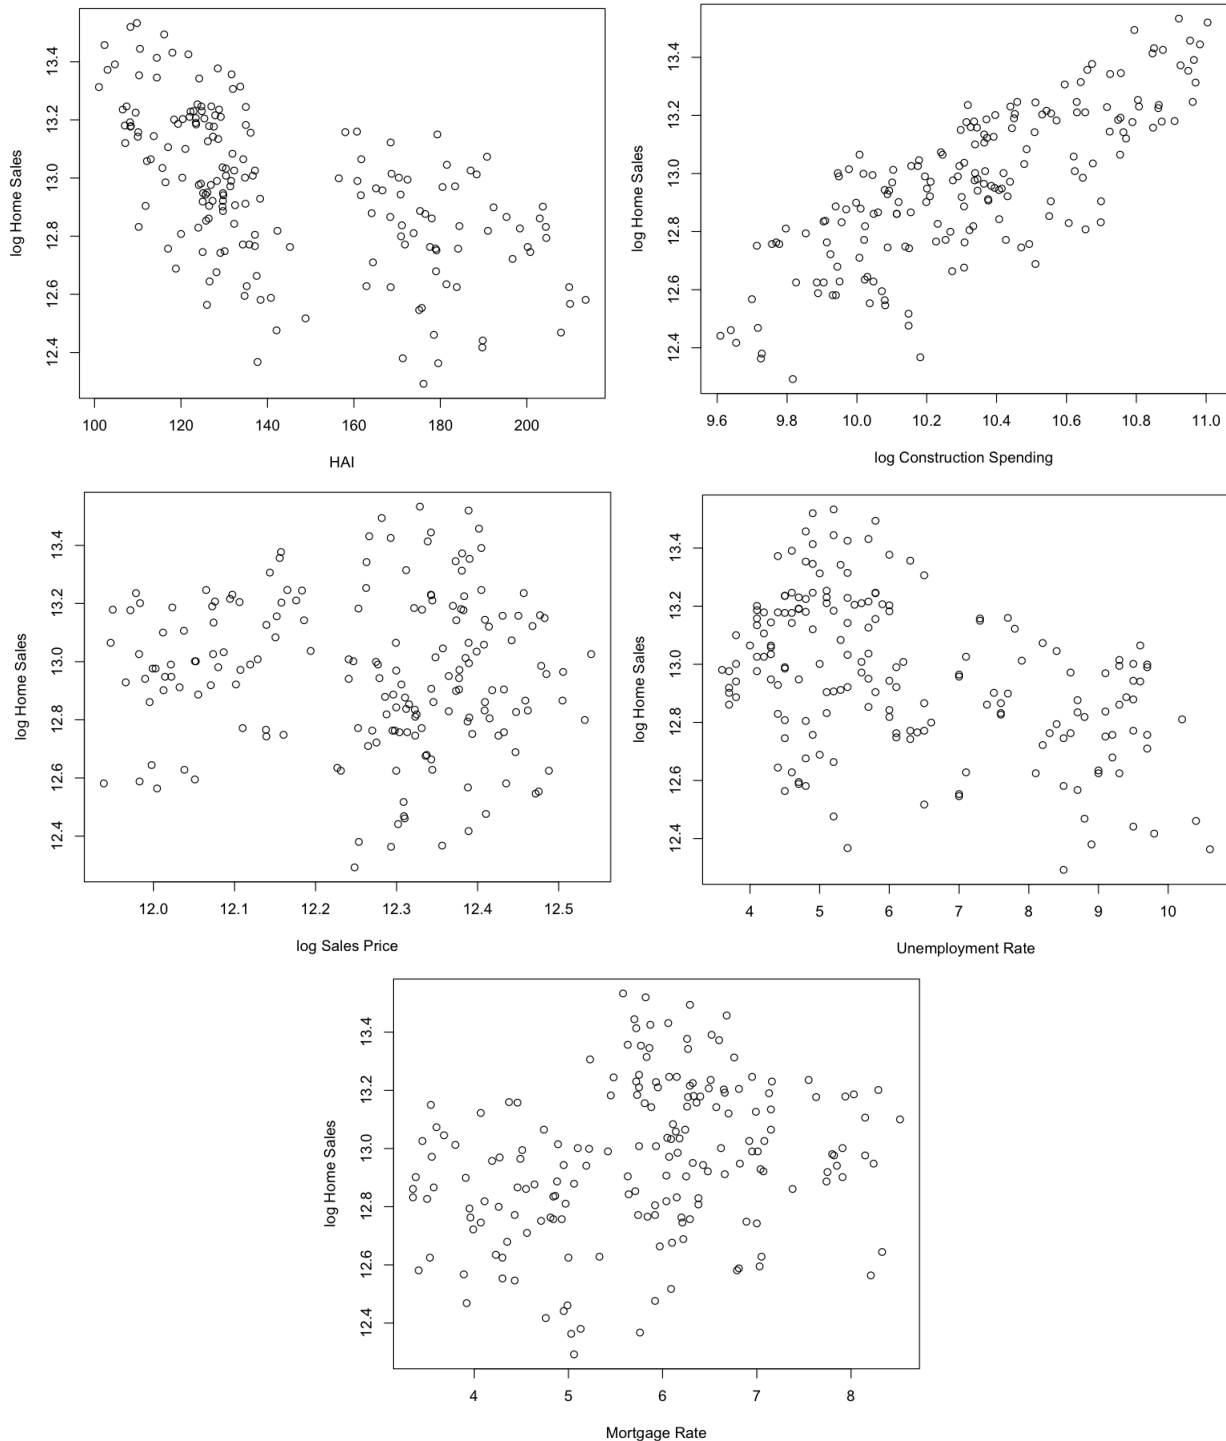 log Home Sales
13.4
13.2
13.0
12.8
12.6
12.4
100 120 140 160 180 200
HAI
log Home Sales
13.4
13.2
13.0
12.8
12.6
12.4
9.6 9.8 10.0 10.2 10.4 10.6 10.8 11.0
log Construction Spending
log Home Sales
13.4
13.2
13.0
12.8
12.6
12.4
12.0 12.1 12.2 12.3 12.4 12.5
log Sales Price
log Home Sales
13.4
13.2
13.0
12.8
12.6
12.4
4 5 6 7 8 9 10
Unemployment Rate
log Home Sales
13.4
13.2
13.0
12.8
12.6
12.4
4 5 6 7 8
Mortgage Rate